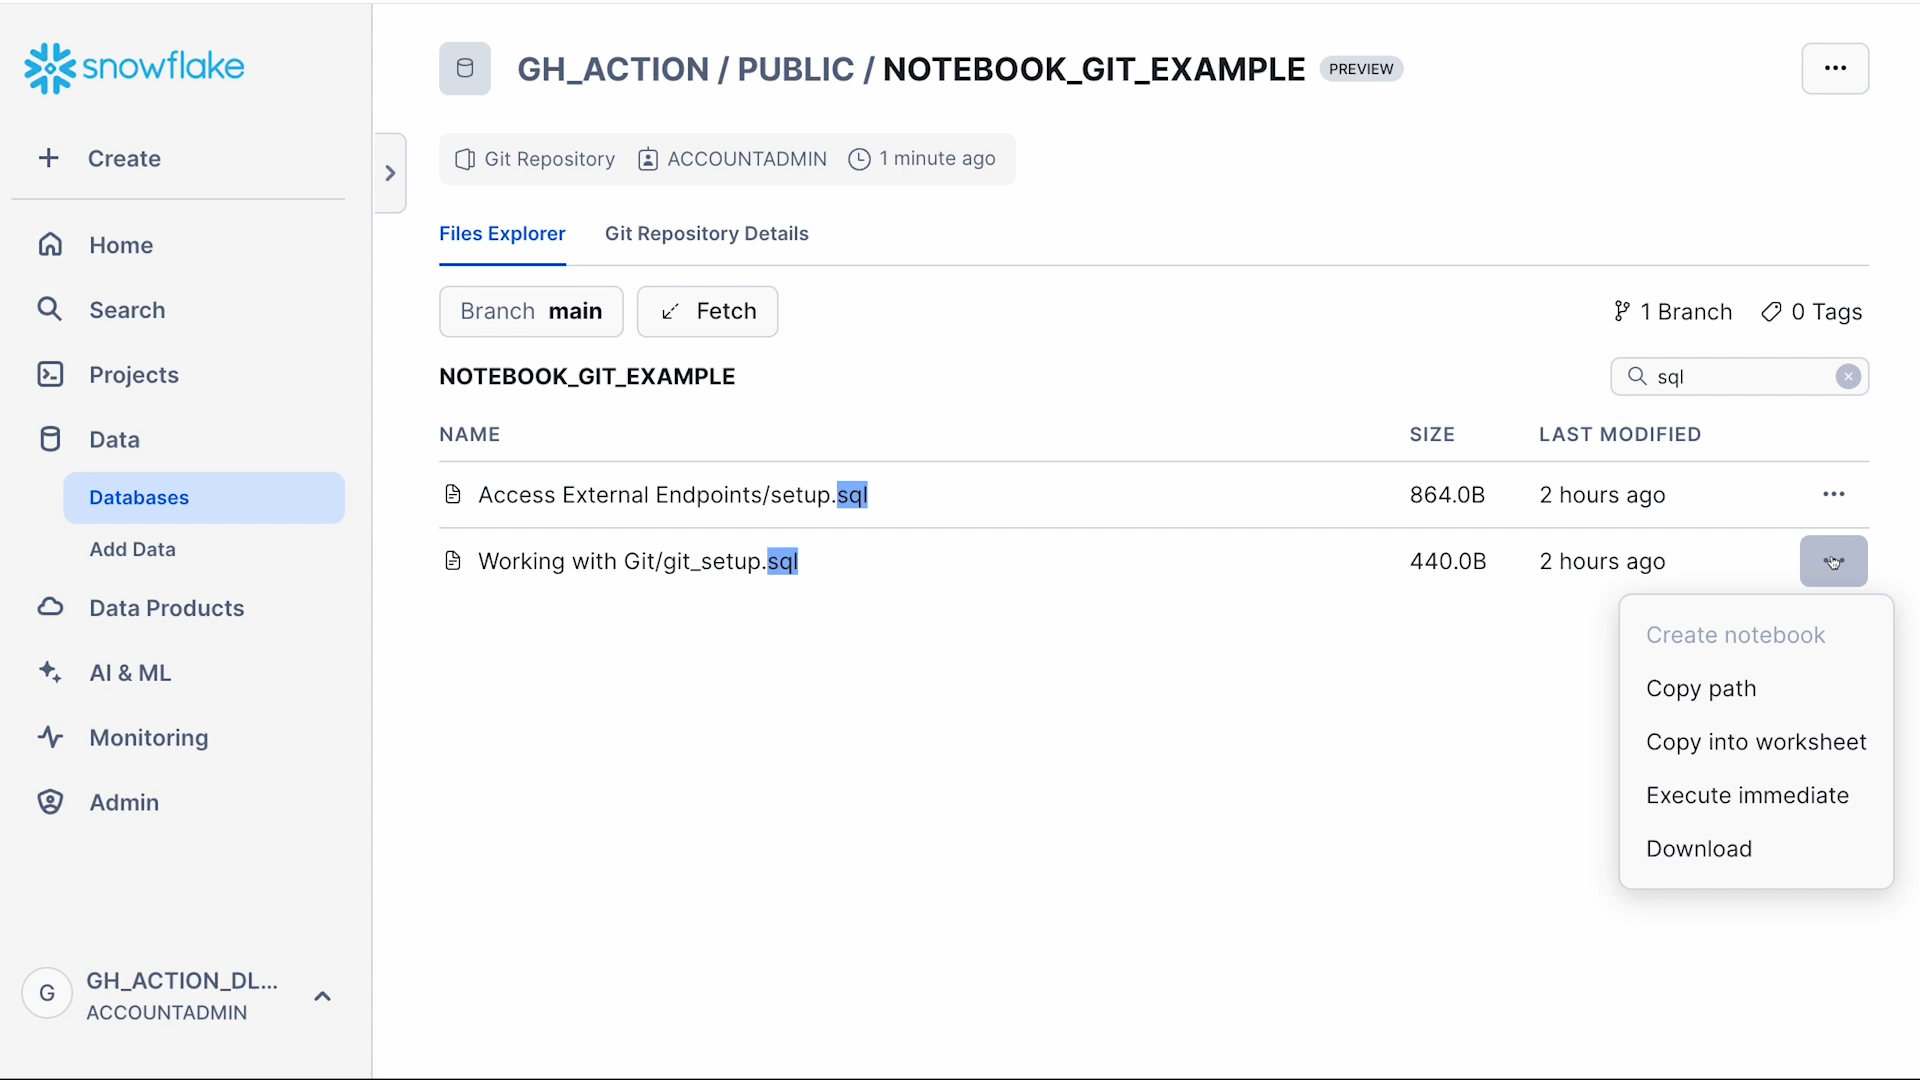 snowflake
Create
Home
Search
Projects
Data
Databases
Add Data
Data Products
AI & ML
Monitoring
Admin
G
GH_ACTION_DL...
ACCOUNTADMIN
GH_ACTION / PUBLIC / NOTEBOOK_GIT_EXAMPLE PREVIEW
Git Repository ACCOUNTADMIN 1 minute ago
Files Explorer Git Repository Details
Branch main Fetch 1 Branch 0 Tags
NOTEBOOK_GIT_EXAMPLE sql
NAME SIZE LAST MODIFIED
Access External Endpoints/setup.sql 864.0B 2 hours ago
Working with Git/git_setup.sql 440.0B 2 hours ago
Create notebook
Copy path
Copy into worksheet
Execute immediate
Download